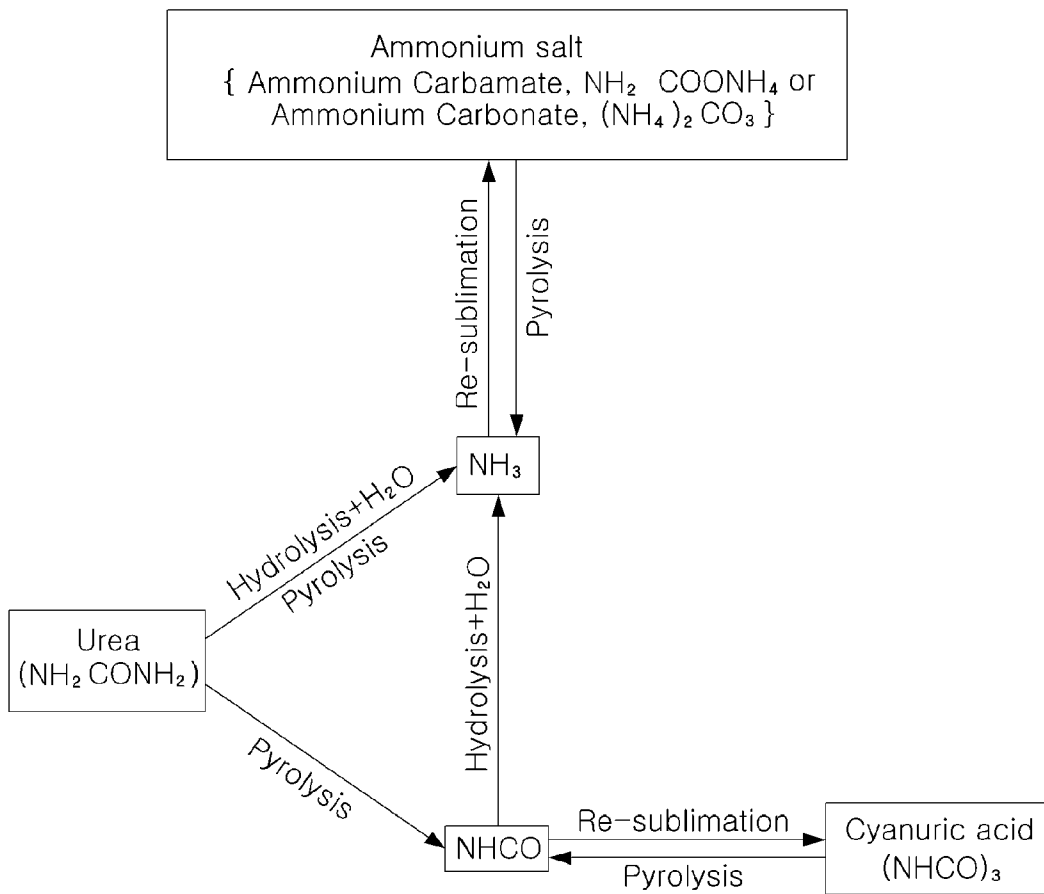 Ammonium salt
{ Ammonium Carbamate, NH₂ COONH₄ or
Ammonium Carbonate, (NH₄)₂ CO₃ }
Re-sublimation
Pyrolysis
NH₃
Hydrolysis+H₂O
Pyrolysis
Hydrolysis+H₂O
Urea
(NH₂ CONH₂)
Pyrolysis
NHCO
Re-sublimation
Pyrolysis
Cyanuric acid
(NHCO)₃